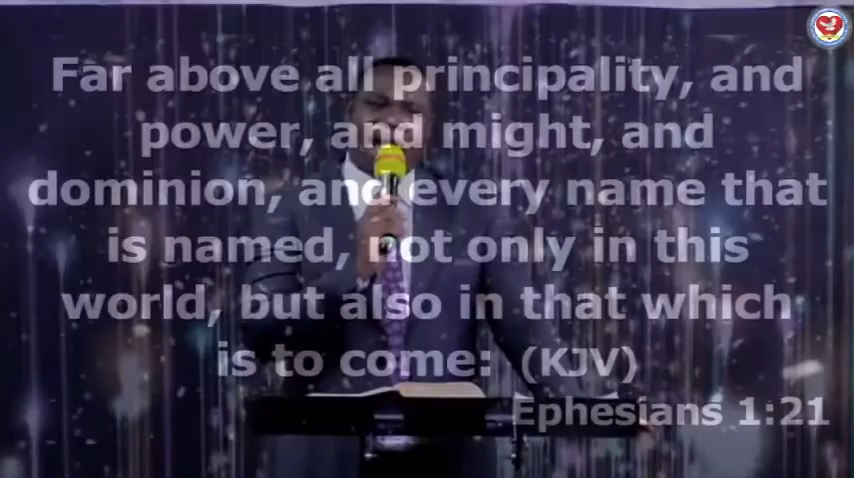 Far above all principality, and
power, and might, and
dominion, and every name that
is named, not only in this
world, but also in that which
is to come: (KJV)
Ephesians 1:21